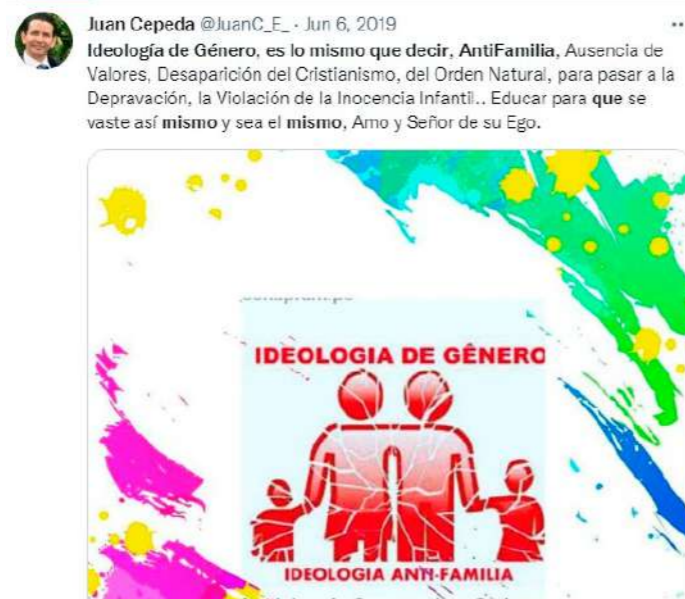 Juan Cepeda @JuanC_E_ · Jun 6, 2019
Ideología de Género, es lo mismo que decir, AntiFamilia, Ausencia de
Valores, Desaparición del Cristianismo, del Orden Natural, para pasar a la
Depravación, la Violación de la Inocencia Infantil.. Educar para que se
vaste así mismo y sea el mismo, Amo y Señor de su Ego.
IDEOLOGIA DE GÊNERO
IDEOLOGIA ANTI-FAMILIA